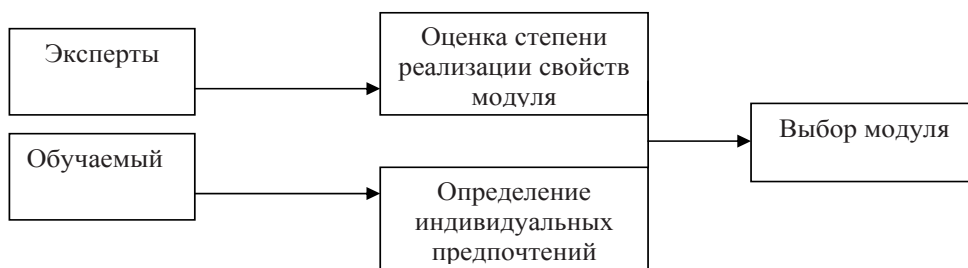 Эксперты
Оценка степени
реализации свойств
модуля
Обучаемый
Выбор модуля
Определение
индивидуальных
предпочтений